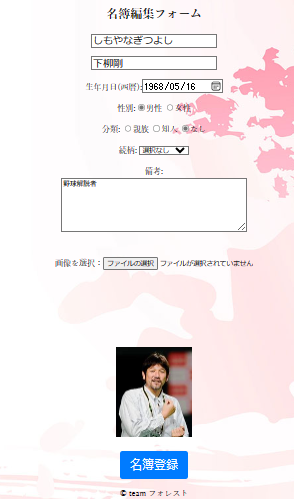 名簿編集フォーム
しもやなぎつよし
下柳剛
生年月日(西暦):1968/05/16
性別: 男性 女性
分類: 親族 知人 なし
続柄: 選択なし
備考:
野球解説者
画像を選択: ファイルの選択 ファイルが選択されていません
名簿登録
© team フォレスト